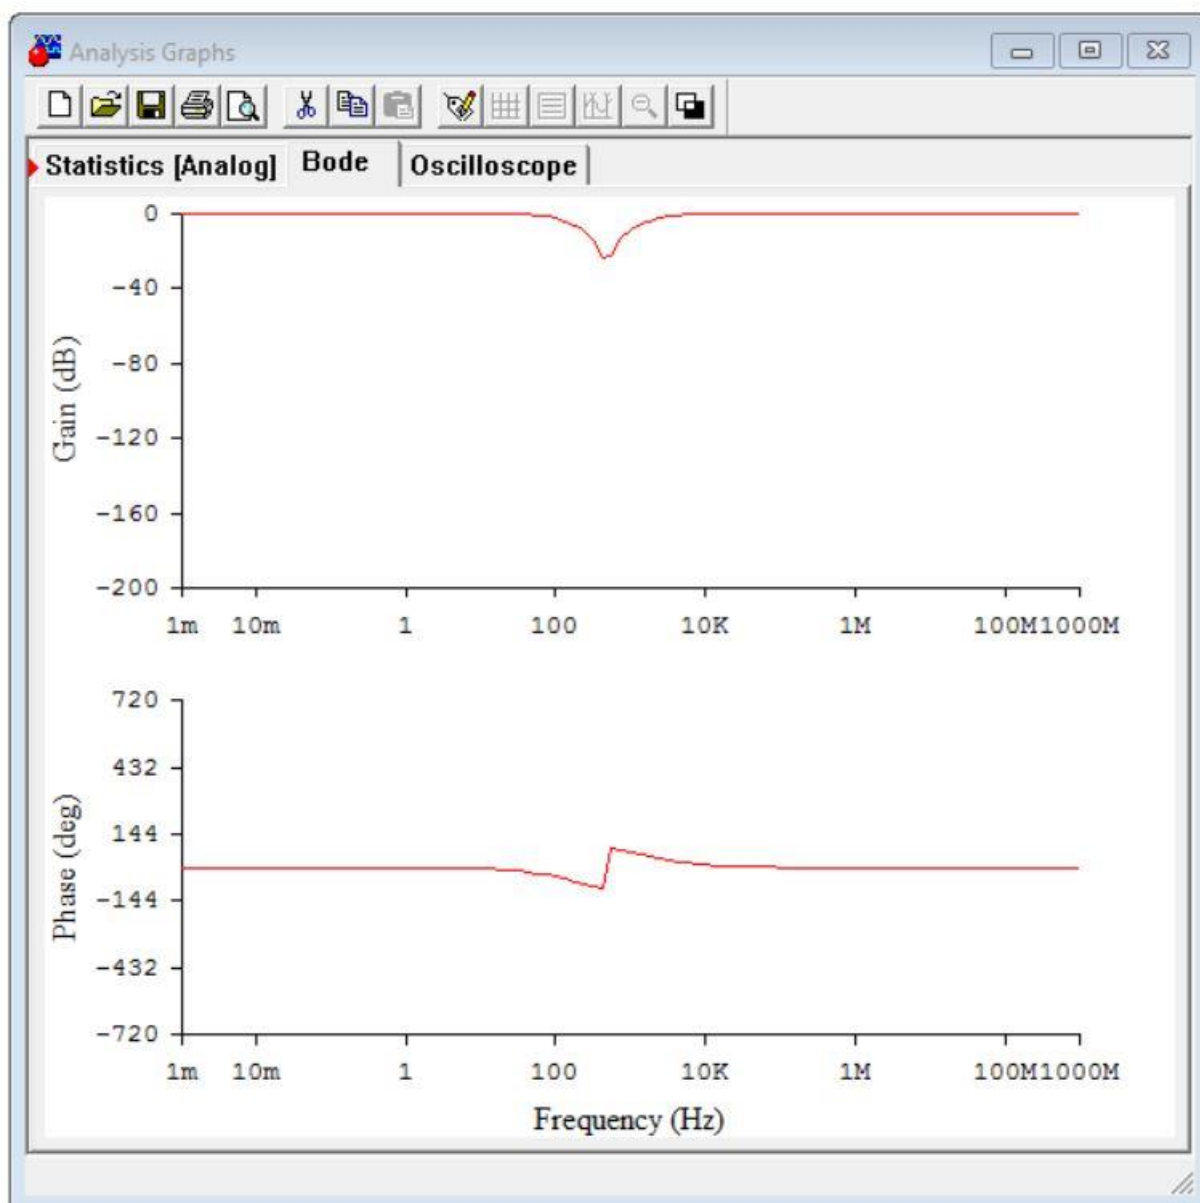 Analysis Graphs
Statistics [Analog] Bode Oscilloscope
0
-40
-80
-120
-160
-200
Gain (dB)
1m 10m 1 100 10K 1M 100M1000M
720
432
144
-144
-432
-720
Phase (deg)
1m 10m 1 100 10K 1M 100M1000M
Frequency (Hz)